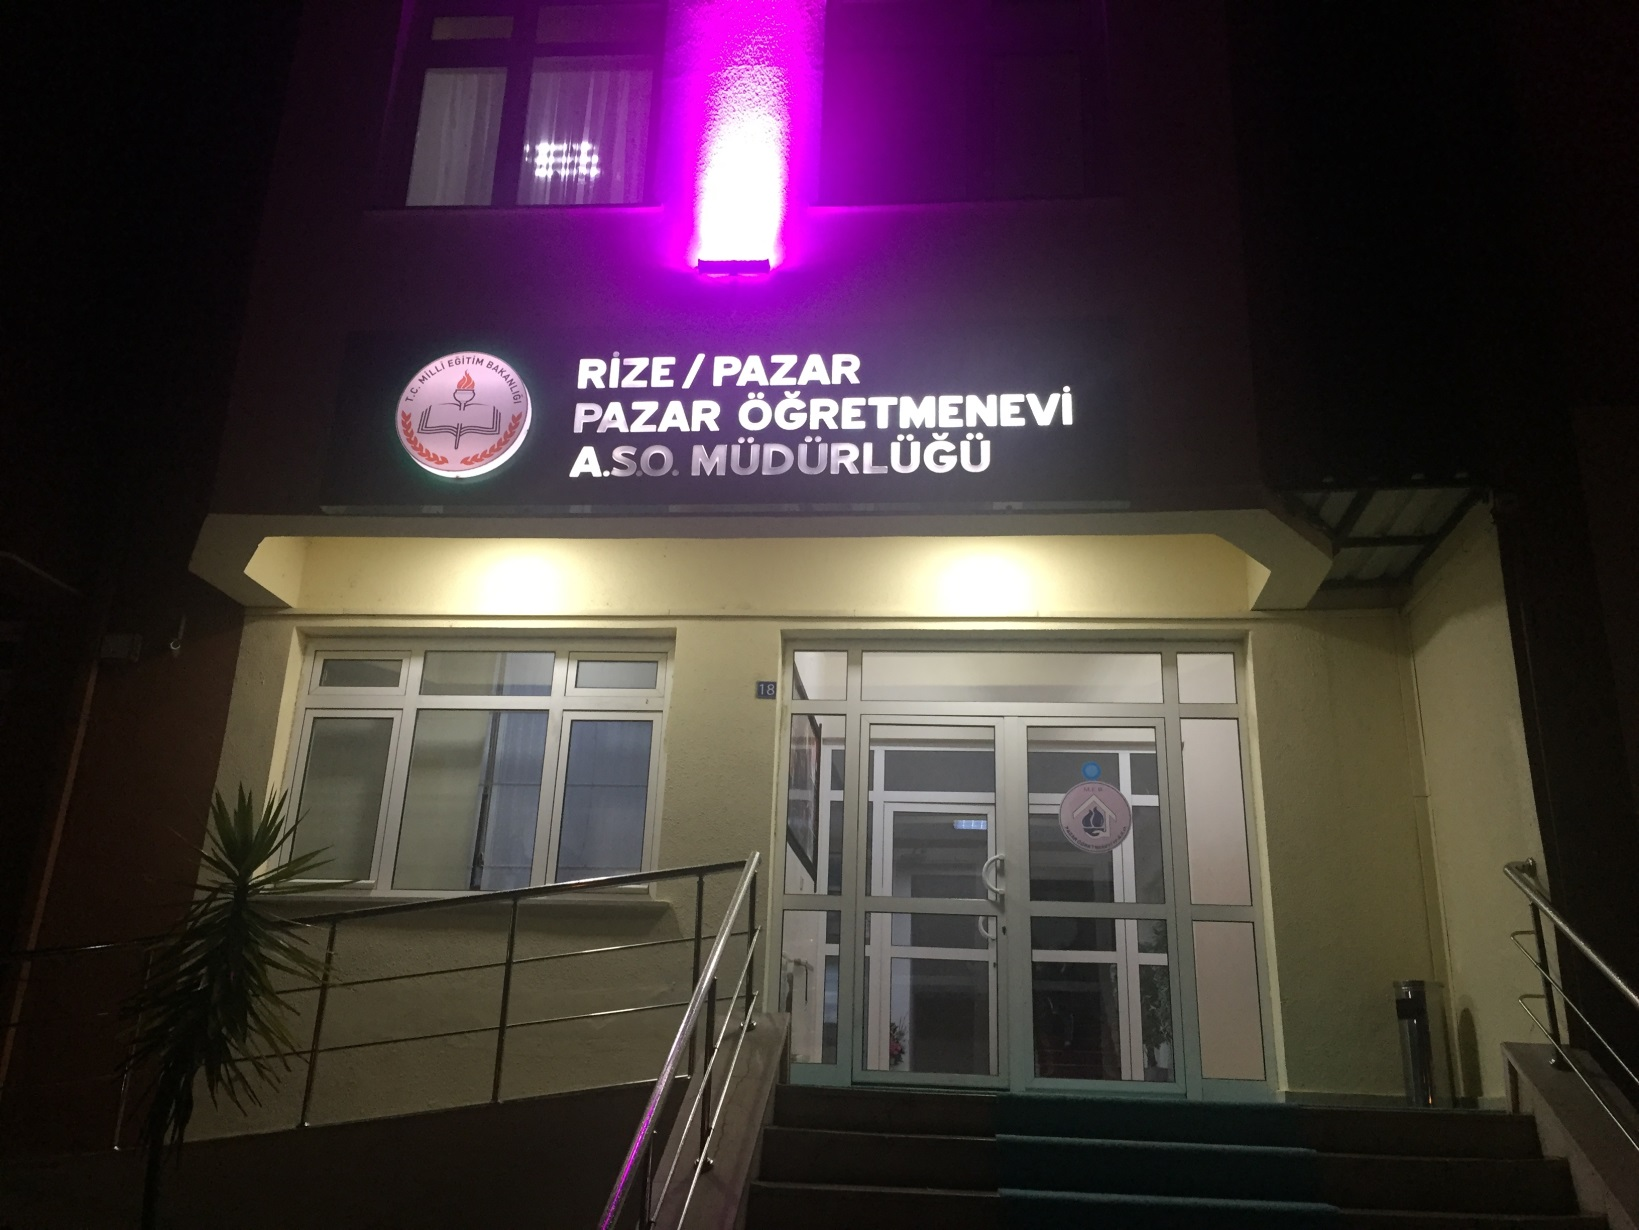 T.C. MİLLİ EĞİTİM BAKANLIĞI
RİZE / PAZAR
PAZAR ÖĞRETMENEVİ
A.S.O. MÜDÜRLÜĞÜ
18
M.E.B